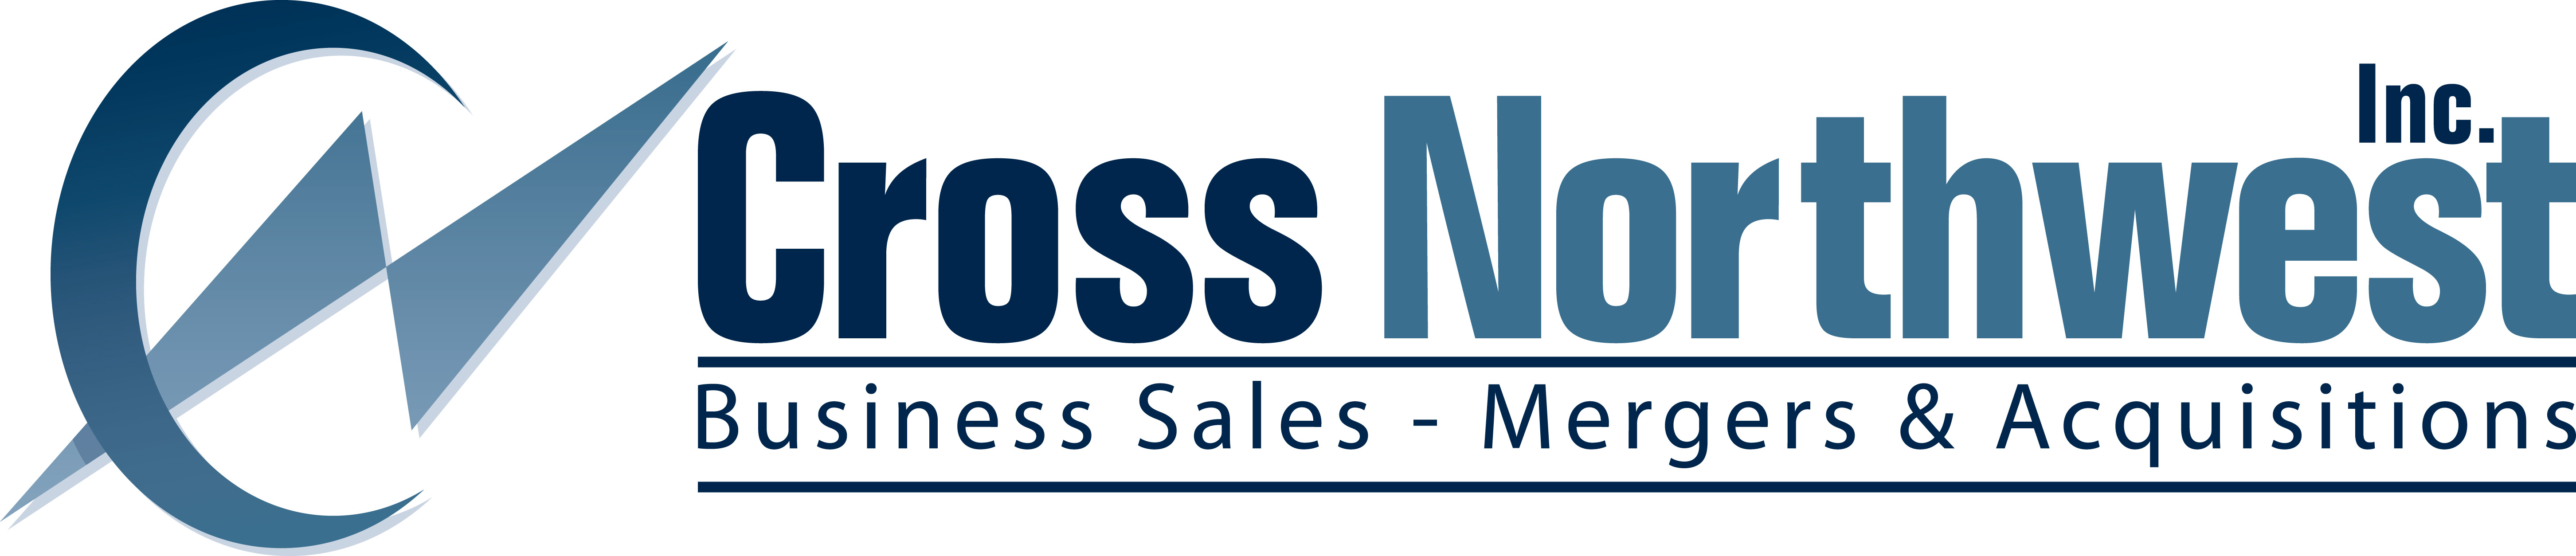 Cross Northwest Inc.
Business Sales - Mergers & Acquisitions